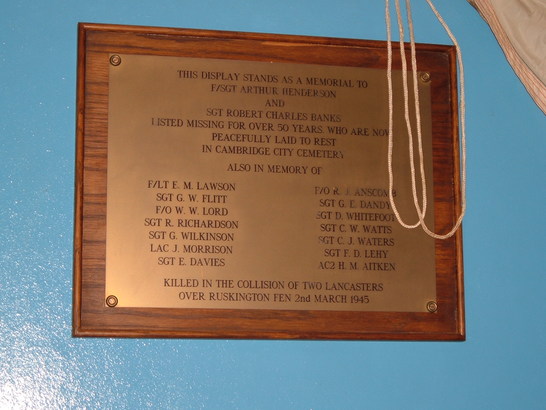 THIS DISPLAY STANDS AS A MEMORIAL TO
F/SGT ARTHUR HENDERSON
AND
SGT ROBERT CHARLES BANKS
LISTED MISSING FOR OVER 50 YEARS, WHO ARE NOW
PEACEFULLY LAID TO REST
IN CAMBRIDGE CITY CEMETERY
ALSO IN MEMORY OF
F/LT E. M. LAWSON
SGT G. W. FLITT
F/O W. W. LORD
SGT R. RICHARDSON
SGT G. WILKINSON
LAC J. MORRISON
SGT E. DAVIES
F/O ANSCOMB
SGT G. E. DANDY
SGT D. WHITEFOOT
SGT C. W. WATTS
SGT C. J. WATERS
SGT F. D. LEHY
AC2 H. M. AITKEN
KILLED IN THE COLLISION OF TWO LANCASTERS
OVER RUSKINGTON FEN 2nd MARCH 1945